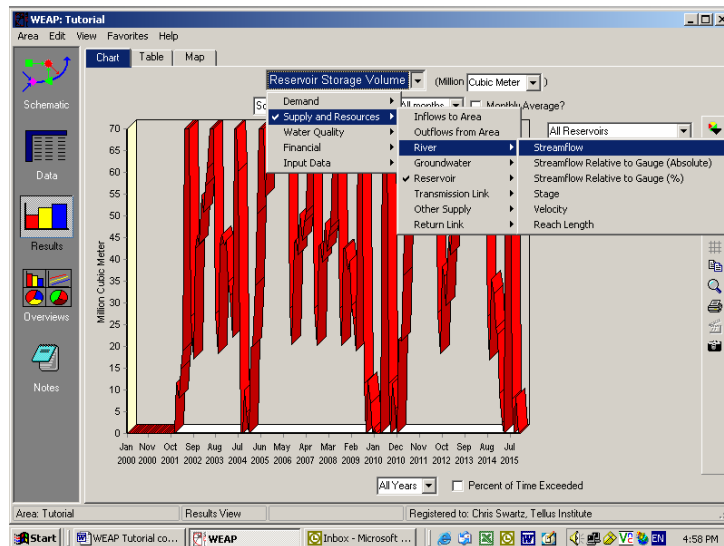 WEAP: Tutorial
Area Edit View Favorites Help
Chart Table Map
Reservoir Storage Volume (Million Cubic Meter )
All months Monthly Average?
All Reservoirs
Demand
Supply and Resources
Water Quality
Financial
Input Data
Inflows to Area
Outflows from Area
River
Groundwater
Reservoir
Transmission Link
Other Supply
Return Link
Streamflow
Streamflow Relative to Gauge (Absolute)
Streamflow Relative to Gauge (%)
Stage
Velocity
Reach Length
Schematic
Data
Results
Overviews
Notes
Million Cubic Meter
70
65
60
55
50
45
40
35
30
25
20
15
10
5
0
Jan Nov Oct Sep Aug Jul Jun May Apr Mar Feb Jan Dec Nov Oct Sep Aug Jul
2000 2000 2001 2002 2003 2004 2005 2006 2007 2008 2009 2010 2010 2011 2012 2013 2014 2015
All Years Percent of Time Exceeded
Area: Tutorial Results View Registered to: Chris Swartz, Tellus Institute
Start WEAP Tutorial co... WEAP Inbox - Microsoft ... EN 4:58 PM